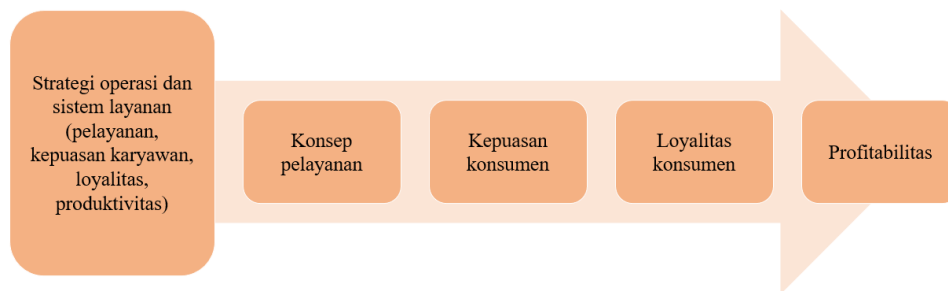 Strategi operasi dan
sistem layanan
(pelayanan,
kepuasan karyawan,
loyalitas,
produktivitas)
Konsep
pelayanan
Kepuasan
konsumen
Loyalitas
konsumen
Profitabilitas